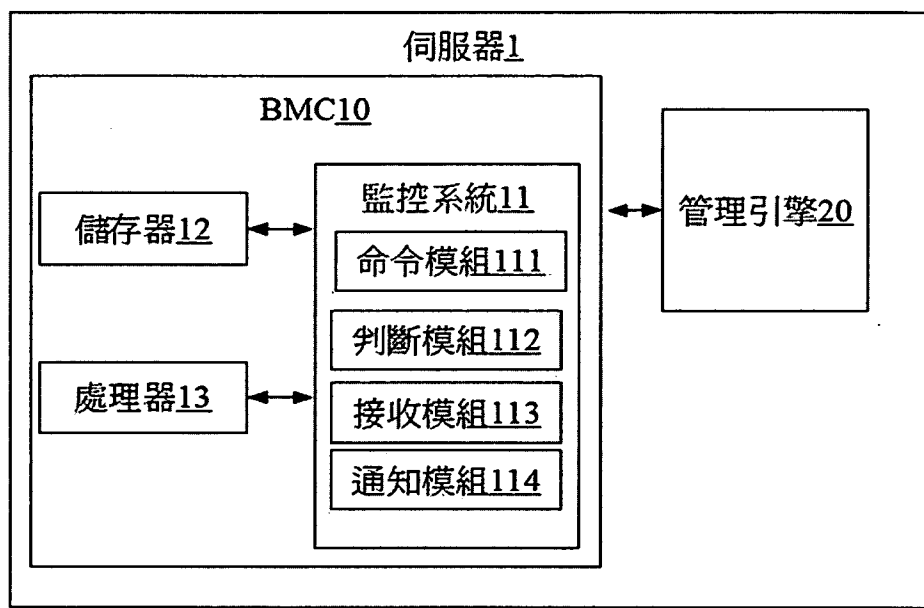 伺服器1
BMC10
監控系統11
儲存器12
命令模組111
管理引擎20
判斷模組112
處理器13
接收模組113
通知模組114